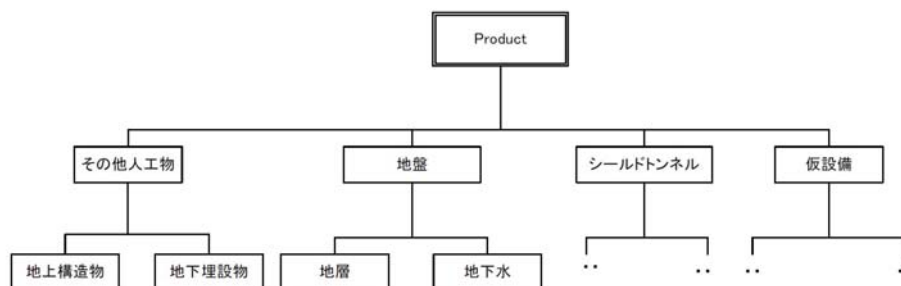 Product
その他人工物
地盤
シールドトンネル
仮設備
地上構造物
地下埋設物
地層
地下水